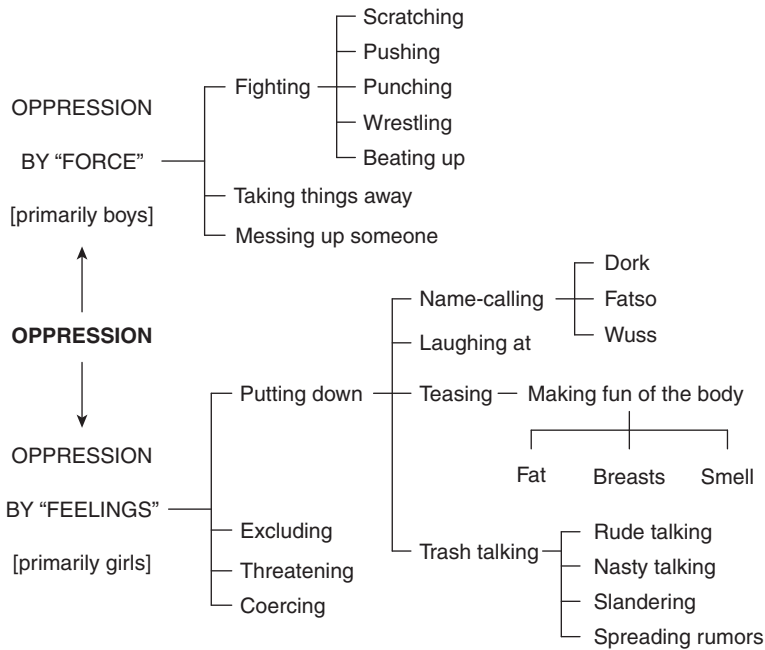 Scratching
Pushing
Fighting
Punching
OPPRESSION
Wrestling
BY “FORCE”
Beating up
Taking things away
[primarily boys]
Messing up someone
Dork
Name-calling
Fatso
OPPRESSION
Wuss
Laughing at
Putting down
Teasing
Making fun of the body
OPPRESSION
Fat
Breasts
Smell
BY “FEELINGS”
Excluding
Trash talking
Rude talking
[primarily girls]
Threatening
Nasty talking
Coercing
Slandering
Spreading rumors